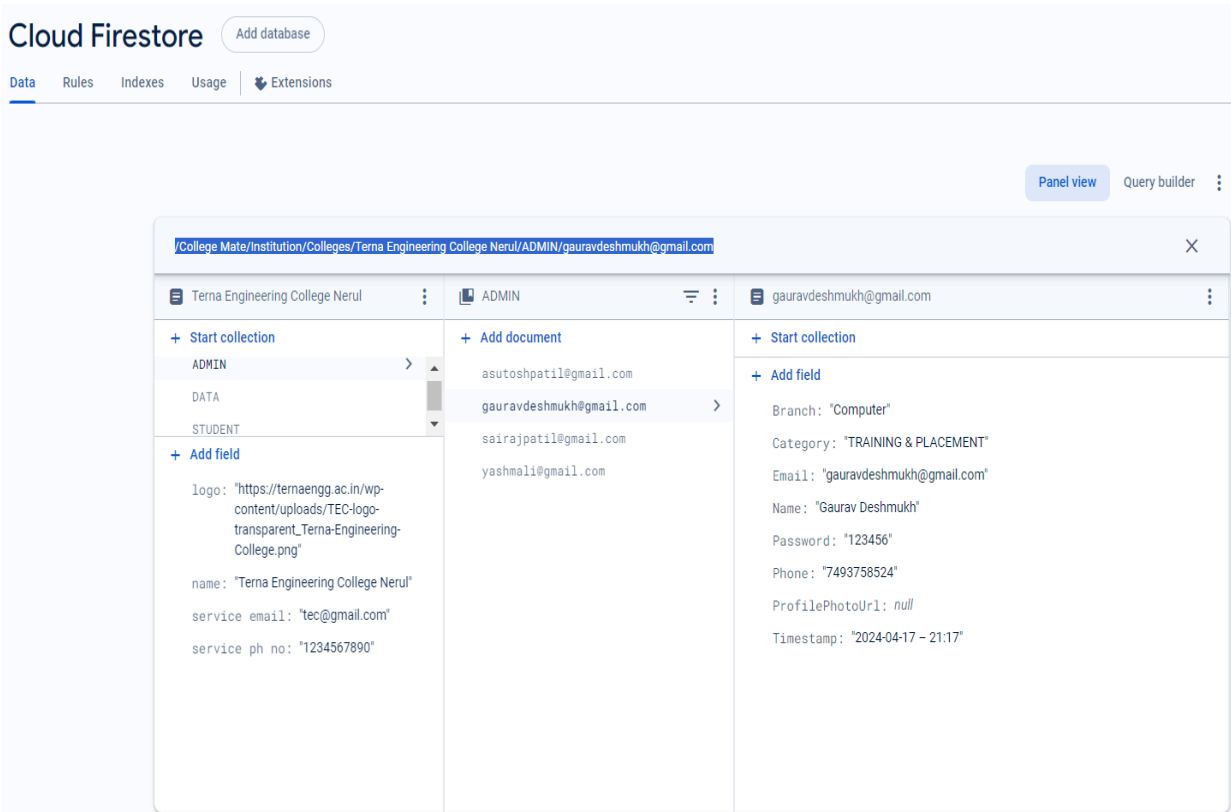 Cloud Firestore Add database
Data Rules Indexes Usage Extensions
Panel view Query builder
/College Mate/Institution/Colleges/Terna Engineering College Nerul/ADMIN/gauravdeshmukh@gmail.com
Terna Engineering College Nerul
+ Start collection
ADMIN
DATA
STUDENT
+ Add field
logo: "https://ternaengg.ac.in/wp-
content/uploads/TEC-logo-
transparent_Terna-Engineering-
College.png"
name: "Terna Engineering College Nerul"
service email: "tec@gmail.com"
service ph no: "1234567890"
ADMIN
+ Add document
asutoshpatil@gmail.com
gauravdeshmukh@gmail.com
sairajpatil@gmail.com
yashmali@gmail.com
gauravdeshmukh@gmail.com
+ Start collection
+ Add field
Branch: "Computer"
Category: "TRAINING & PLACEMENT"
Email: "gauravdeshmukh@gmail.com"
Name: "Gaurav Deshmukh"
Password: "123456"
Phone: "7493758524"
ProfilePhotoUrl: null
Timestamp: "2024-04-17 – 21:17"